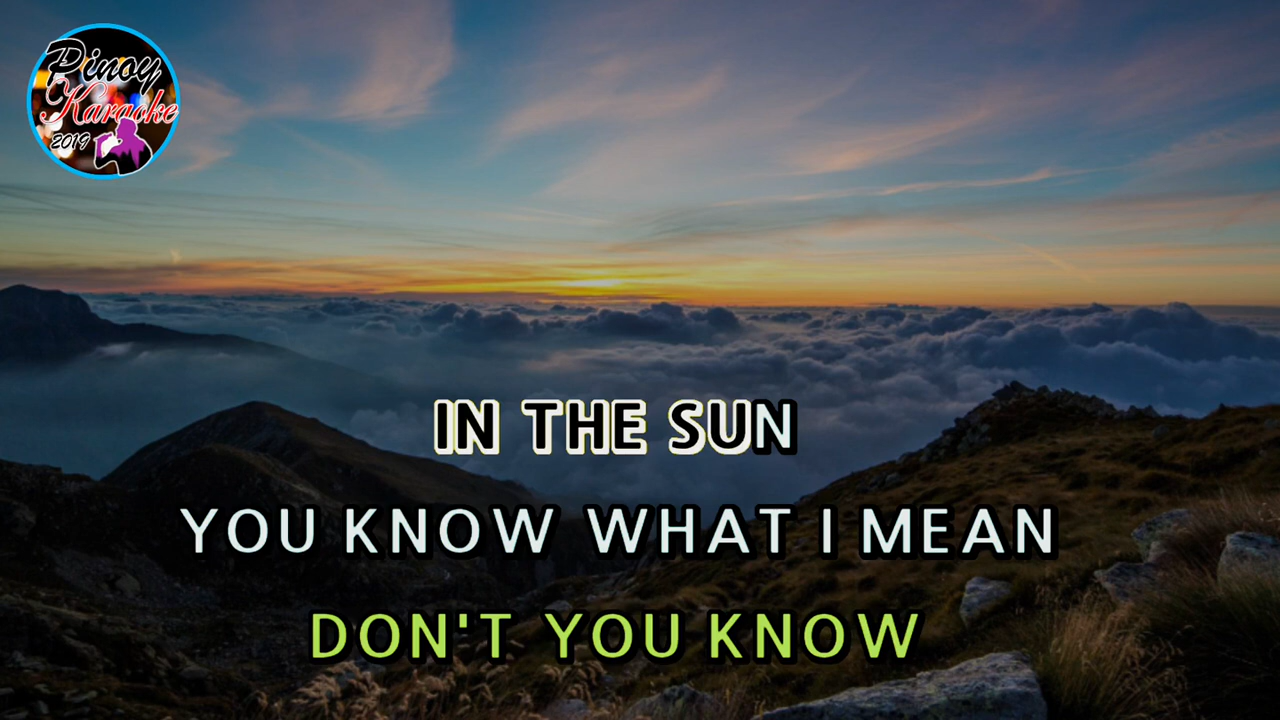 Pinoy
Karaoke
2019
IN THE SUN
YOU KNOW WHAT I MEAN
DON'T YOU KNOW